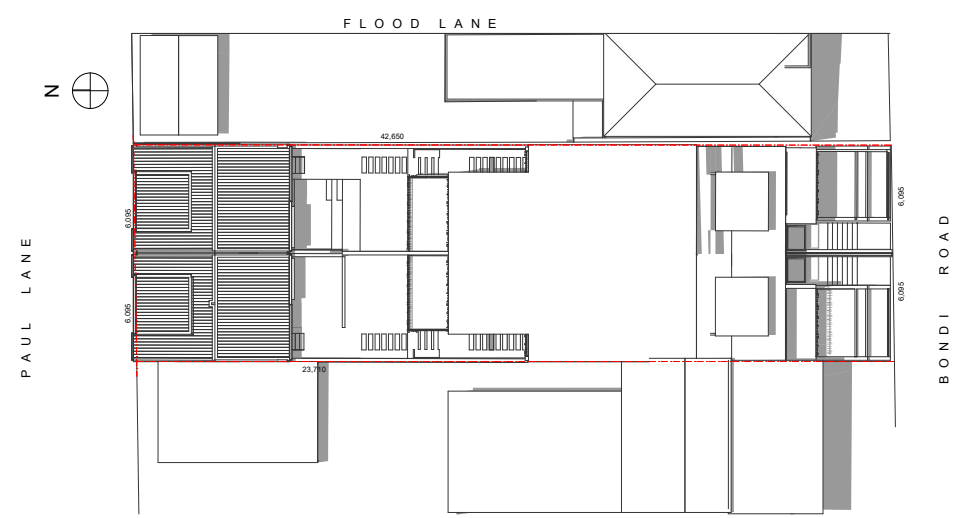 FLOOD LANE
N
42,650
6,095
6,095
PAUL LANE
6,095
6,095
BONDI ROAD
23,710